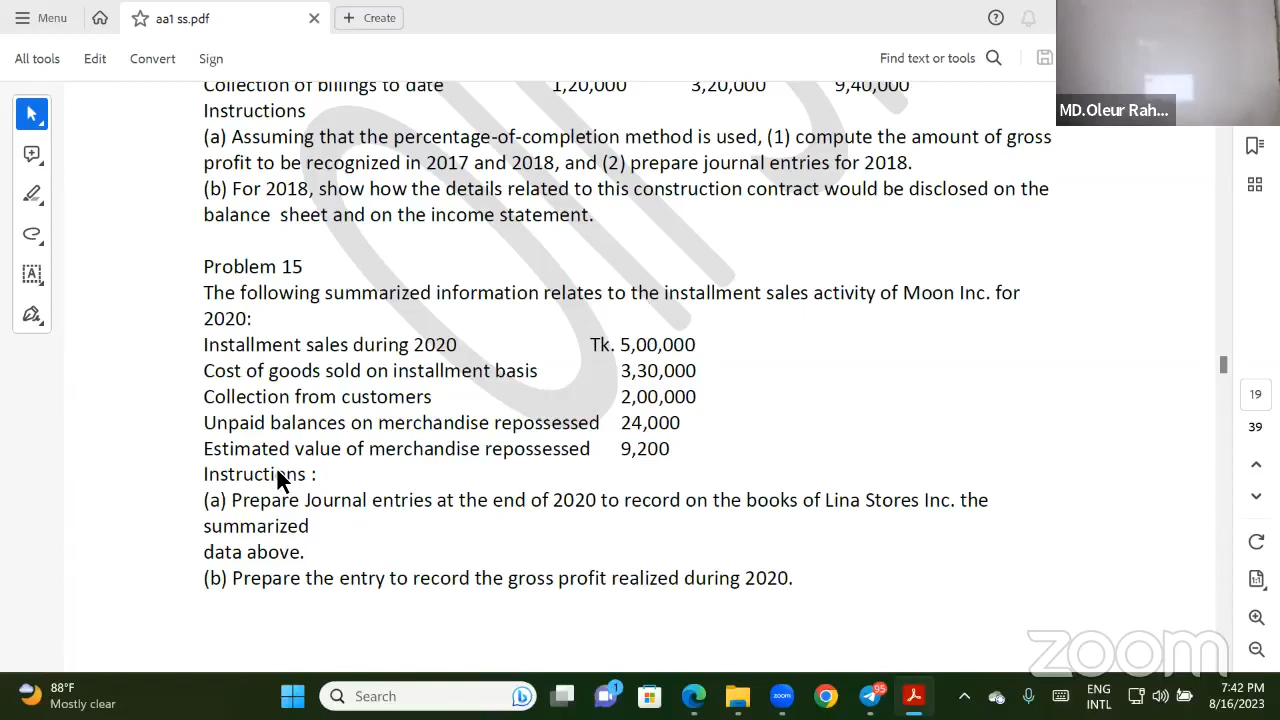 Menu
aa1 ss.pdf
Create
All tools
Edit
Convert
Sign
Find text or tools
MD.Oleur Rah...
Collection of billings to date 1,20,000 3,20,000 9,40,000
Instructions
(a) Assuming that the percentage-of-completion method is used, (1) compute the amount of gross
profit to be recognized in 2017 and 2018, and (2) prepare journal entries for 2018.
(b) For 2018, show how the details related to this construction contract would be disclosed on the
balance sheet and on the income statement.
Problem 15
The following summarized information relates to the installment sales activity of Moon Inc. for
2020:
Installment sales during 2020 Tk. 5,00,000
Cost of goods sold on installment basis 3,30,000
Collection from customers 2,00,000
Unpaid balances on merchandise repossessed 24,000
Estimated value of merchandise repossessed 9,200
Instructions :
(a) Prepare Journal entries at the end of 2020 to record on the books of Lina Stores Inc. the
summarized
data above.
(b) Prepare the entry to record the gross profit realized during 2020.
19
39
1:1
zoom
88°F
Mostly clear
Search
1
zoom
95
ENG
INTL
7:42 PM
8/16/2023